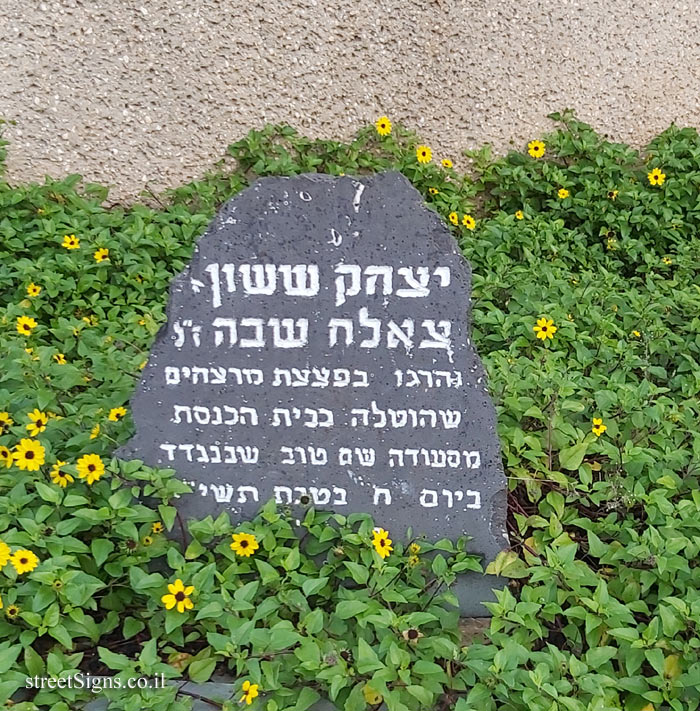 יצחק ששון
צאלח שבה ז״ל
נהרגו בפצצת מרצחים
שהוטלה בבית הכנסת
מסעודה שם טוב שבבגדד
ביום ח בטבת
streetSigns.co.il